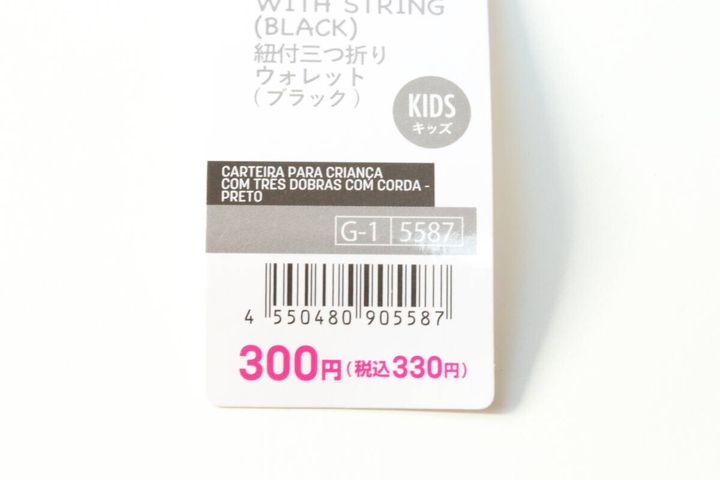 WITH STRING
(BLACK)
紐付三つ折り
ウォレット
(ブラック)
KIDS
キッズ
CARTEIRA PARA CRIANÇA
COM TRÊS DOBRAS COM CORDA -
PRETO
G-1 5587
4 550480 905587
300円(税込330円)